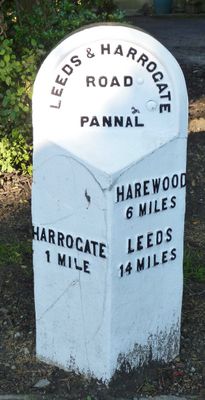 LEEDS & HARROGATE
ROAD
PANNAL
HARROGATE
1 MILE
HAREWOOD
6 MILES
LEEDS
14 MILES